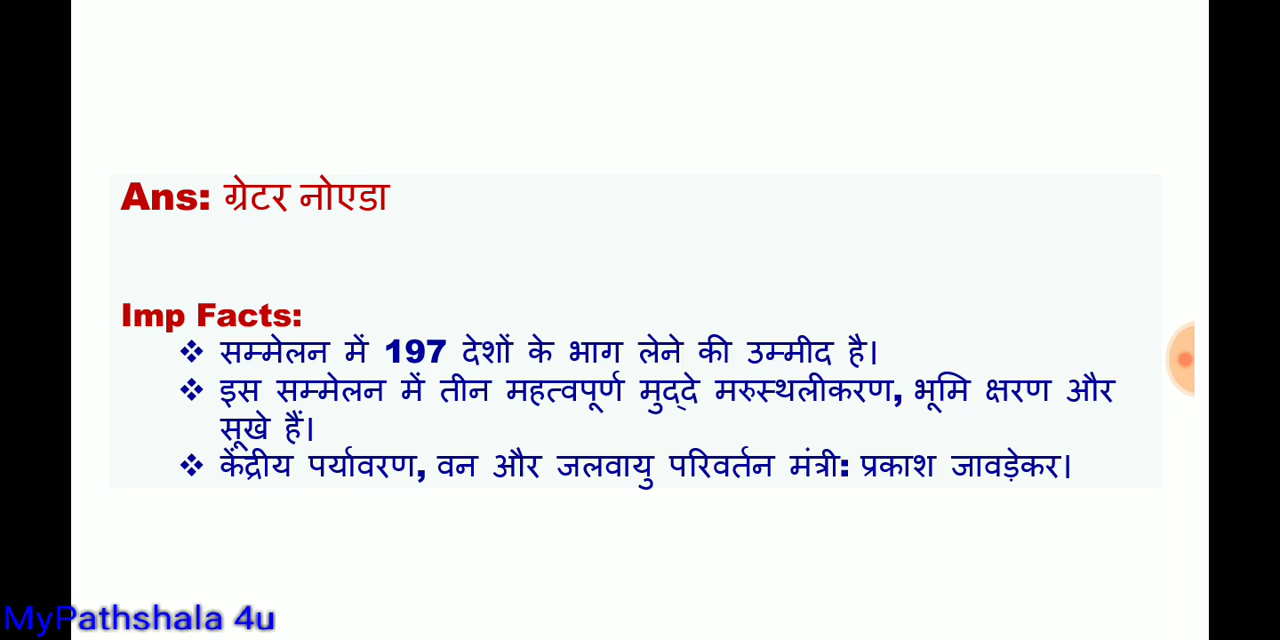 Ans: ग्रेटर नोएडा
Imp Facts:
❖ सम्मेलन में 197 देशों के भाग लेने की उम्मीद है।
❖ इस सम्मेलन में तीन महत्वपूर्ण मुद्दे मरुस्थलीकरण, भूमि क्षरण और
सूखे हैं।
❖ केंद्रीय पर्यावरण, वन और जलवायु परिवर्तन मंत्री: प्रकाश जावड़ेकर।
MyPathshala 4u